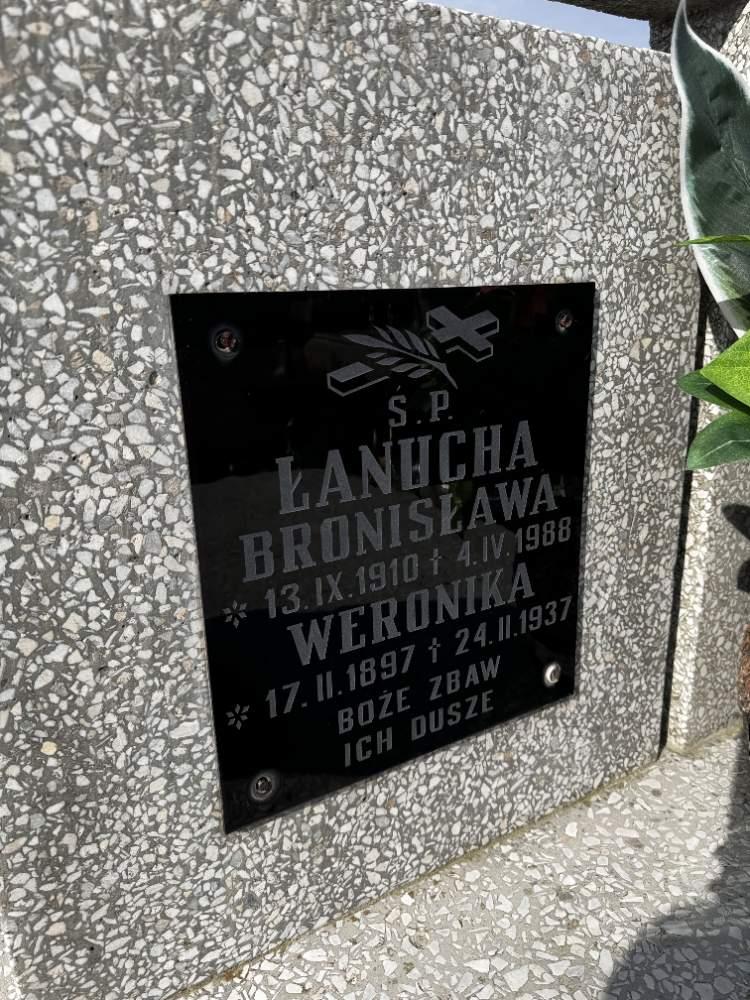 Ś.P.
ŁANUCHA
BRONISŁAWA
* 13.IX.1910 † 4.IV.1988
WERONIKA
* 17.II.1897 † 24.II.1937
BOŻE ZBAW
ICH DUSZE